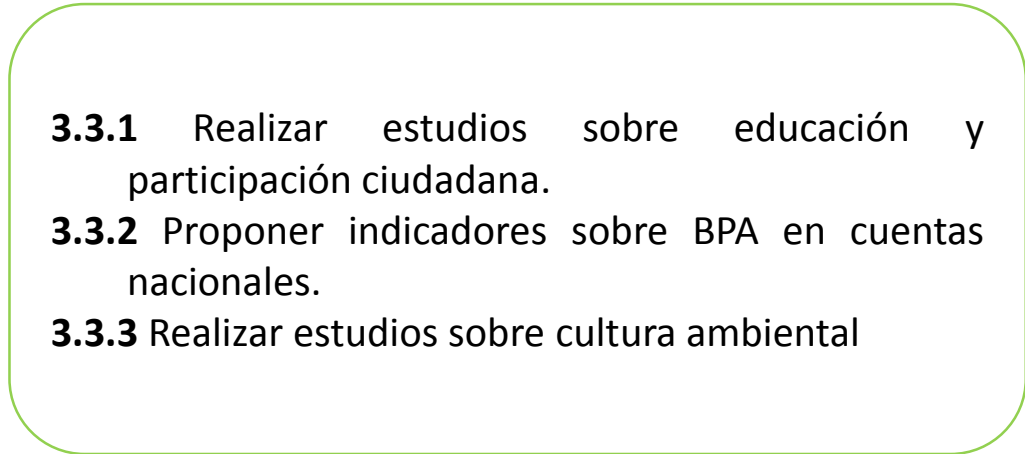 3.3.1 Realizar estudios sobre educación y
participación ciudadana.
3.3.2 Proponer indicadores sobre BPA en cuentas
nacionales.
3.3.3 Realizar estudios sobre cultura ambiental